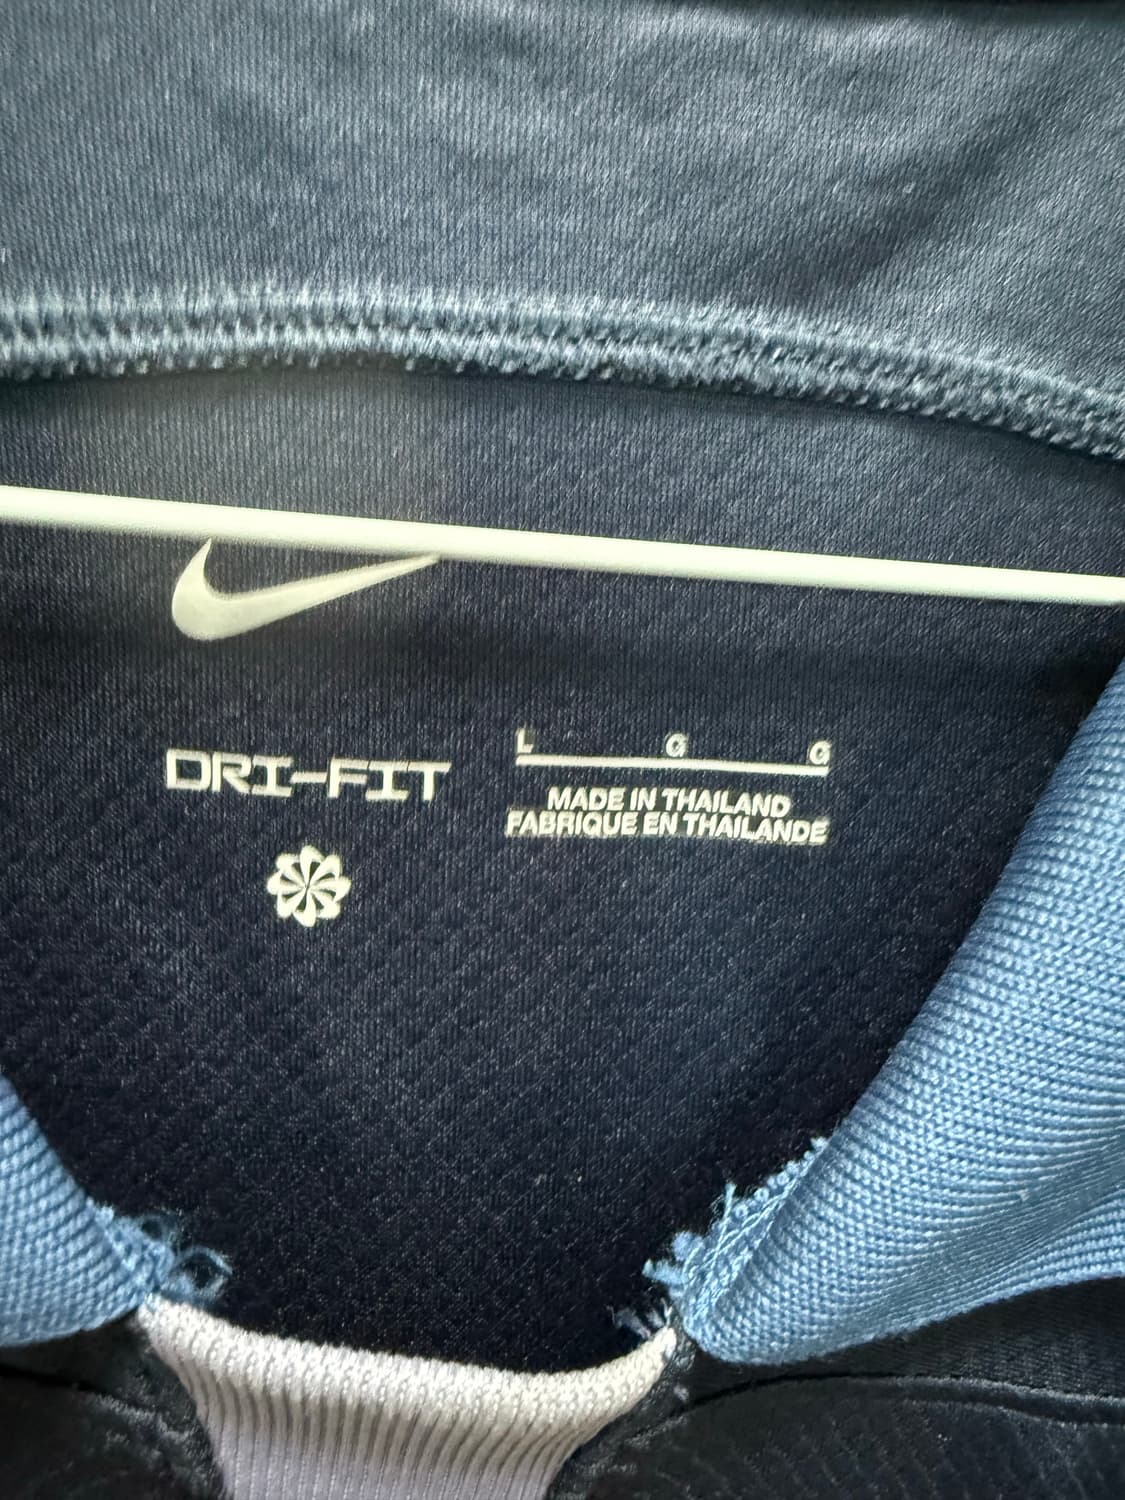 DRI-FIT
L G G
MADE IN THAILAND
FABRIQUE EN THAILANDE